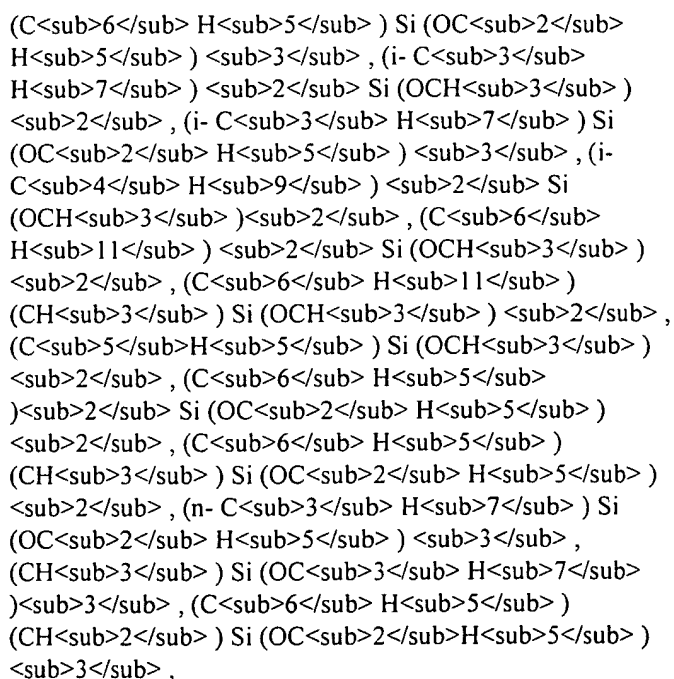 (C<sub>6</sub> H<sub>5</sub> ) Si (OC<sub>2</sub>
H<sub>5</sub> ) <sub>3</sub> , (i- C<sub>3</sub>
H<sub>7</sub> ) <sub>2</sub> Si (OCH<sub>3</sub> )
<sub>2</sub> , (i- C<sub>3</sub> H<sub>7</sub> ) Si
(OC<sub>2</sub> H<sub>5</sub> ) <sub>3</sub> , (i-
C<sub>4</sub> H<sub>9</sub> ) <sub>2</sub> Si
(OCH<sub>3</sub> )<sub>2</sub> , (C<sub>6</sub>
H<sub>11</sub> ) <sub>2</sub> Si (OCH<sub>3</sub> )
<sub>2</sub> , (C<sub>6</sub> H<sub>11</sub> )
(CH<sub>3</sub> ) Si (OCH<sub>3</sub> ) <sub>2</sub> ,
(C<sub>5</sub>H<sub>5</sub> ) Si (OCH<sub>3</sub> )
<sub>2</sub> , (C<sub>6</sub> H<sub>5</sub>
)<sub>2</sub> Si (OC<sub>2</sub> H<sub>5</sub> )
<sub>2</sub> , (C<sub>6</sub> H<sub>5</sub> )
(CH<sub>3</sub> ) Si (OC<sub>2</sub> H<sub>5</sub> )
<sub>2</sub> , (n- C<sub>3</sub> H<sub>7</sub> ) Si
(OC<sub>2</sub> H<sub>5</sub> ) <sub>3</sub> ,
(CH<sub>3</sub> ) Si (OC<sub>3</sub> H<sub>7</sub>
)<sub>3</sub> , (C<sub>6</sub> H<sub>5</sub> )
(CH<sub>2</sub> ) Si (OC<sub>2</sub>H<sub>5</sub> )
<sub>3</sub> ,